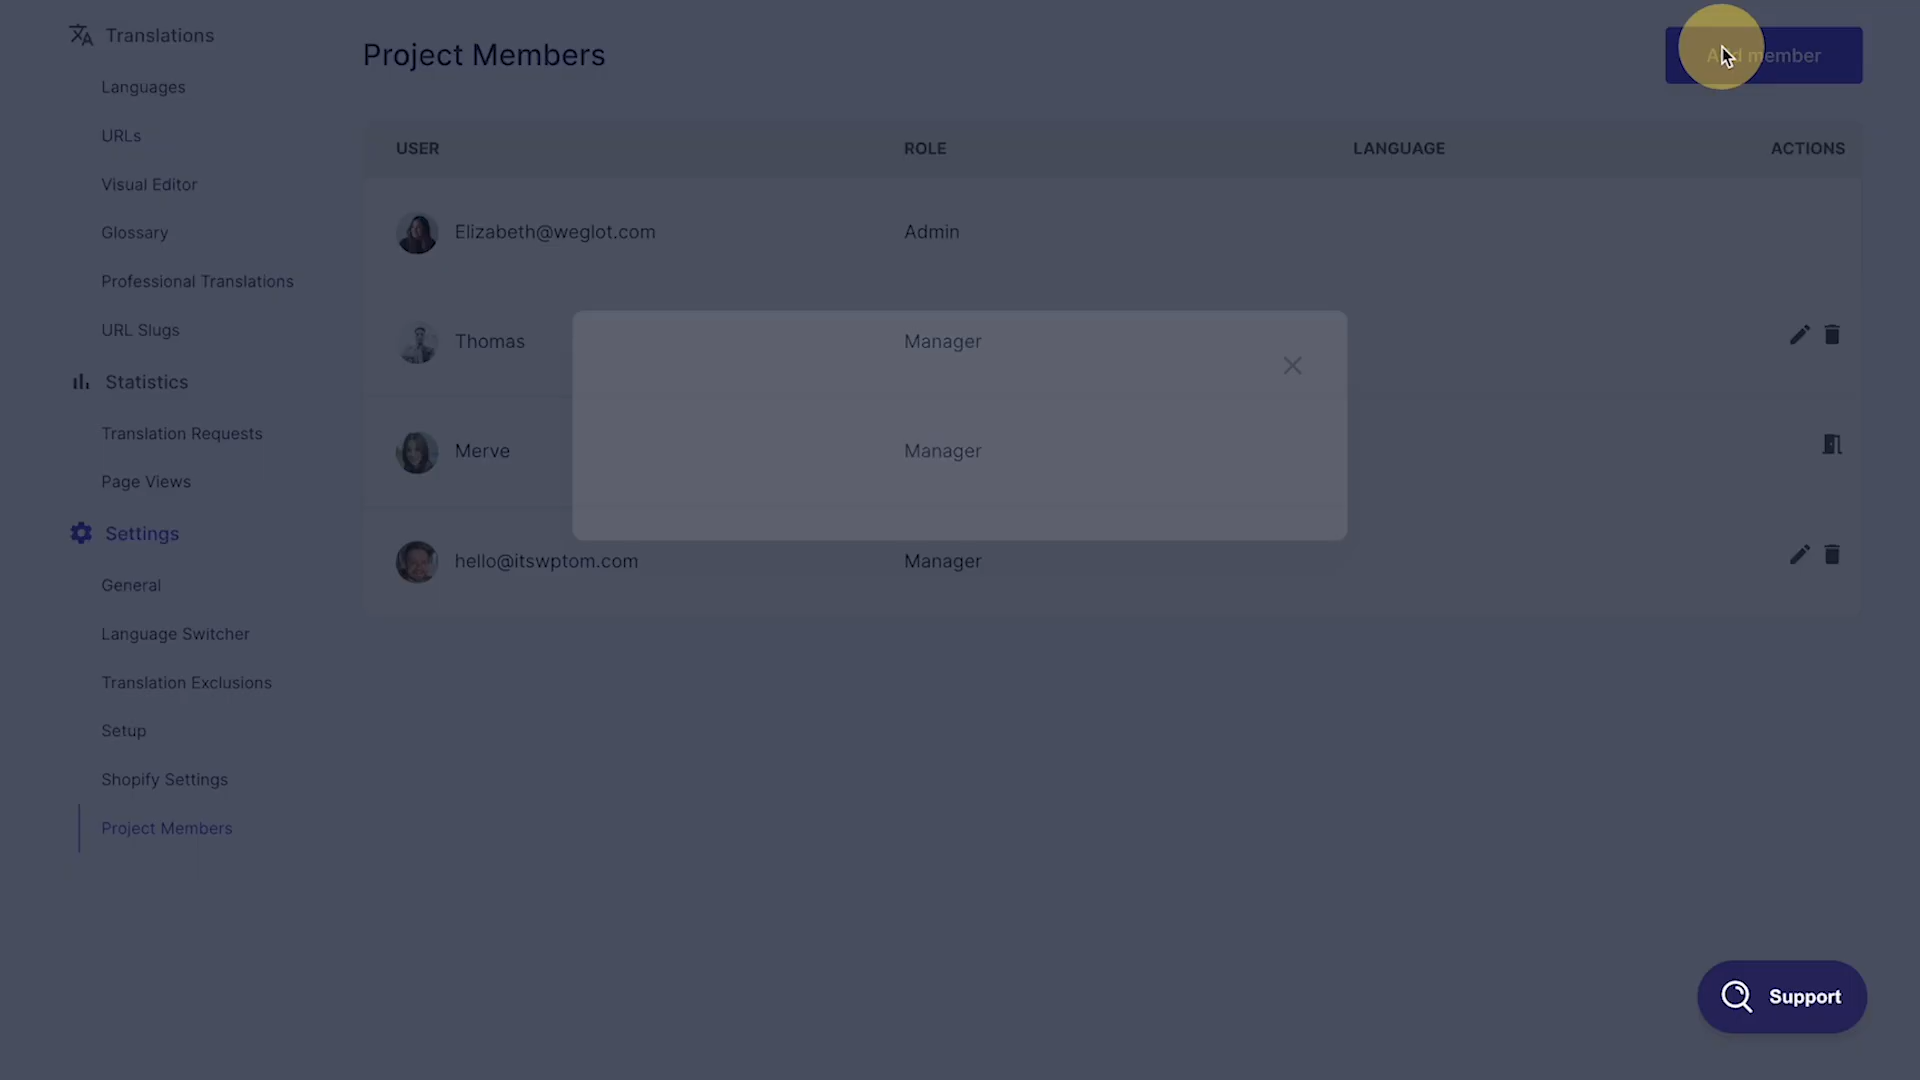 Translations
Languages
URLs
Visual Editor
Glossary
Professional Translations
URL Slugs
Statistics
Translation Requests
Page Views
Settings
General
Language Switcher
Translation Exclusions
Setup
Shopify Settings
Project Members
Project Members
Add member
USER ROLE LANGUAGE ACTIONS
Elizabeth@weglot.com Admin
Thomas Manager
Merve Manager
hello@itswptom.com Manager
Support